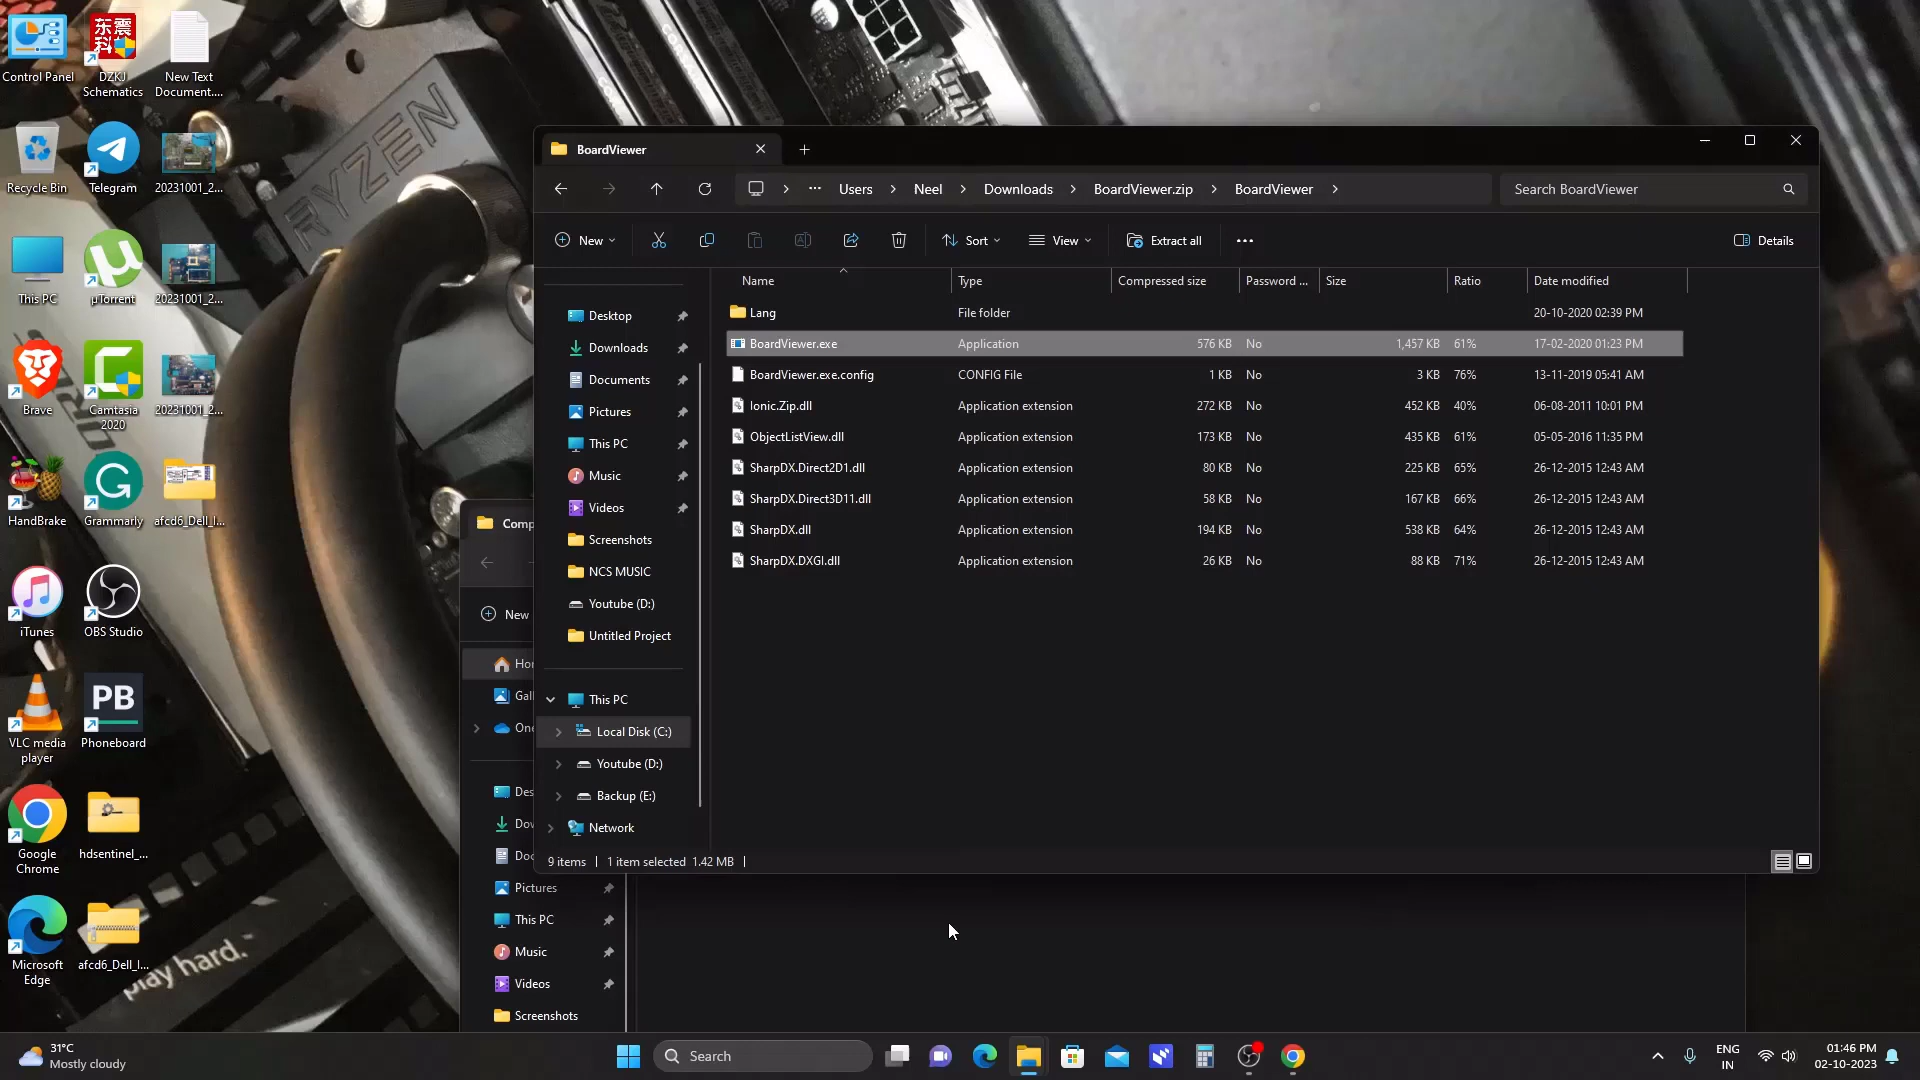 Control Panel
DZKJ
Schematics
New Text
Document....
Recycle Bin
Telegram
20231001_2...
This PC
µTorrent
20231001_2...
Brave
Camtasia
2020
20231001_2...
HandBrake
Grammarly
afcd6_Dell_I...
iTunes
OBS Studio
VLC media
player
PB
Phoneboard
Google
Chrome
hdsentinel_...
Microsoft
Edge
afcd6_Dell_I...
东震
科
RYZEN
play hard.
BoardViewer
... Users > Neel > Downloads > BoardViewer.zip > BoardViewer >
Search BoardViewer
New
Sort
View
Extract all
...
Details
Name Type Compressed size Password ... Size Ratio Date modified
Lang File folder 20-10-2020 02:39 PM
BoardViewer.exe Application 576 KB No 1,457 KB 61% 17-02-2020 01:23 PM
BoardViewer.exe.config CONFIG File 1 KB No 3 KB 76% 13-11-2019 05:41 AM
Ionic.Zip.dll Application extension 272 KB No 452 KB 40% 06-08-2011 10:01 PM
ObjectListView.dll Application extension 173 KB No 435 KB 61% 05-05-2016 11:35 PM
SharpDX.Direct2D1.dll Application extension 80 KB No 225 KB 65% 26-12-2015 12:43 AM
SharpDX.Direct3D11.dll Application extension 58 KB No 167 KB 66% 26-12-2015 12:43 AM
SharpDX.dll Application extension 194 KB No 538 KB 64% 26-12-2015 12:43 AM
SharpDX.DXGI.dll Application extension 26 KB No 88 KB 71% 26-12-2015 12:43 AM
Desktop
Downloads
Documents
Pictures
This PC
Music
Videos
Screenshots
NCS MUSIC
Youtube (D:)
Untitled Project
This PC
Local Disk (C:)
Youtube (D:)
Backup (E:)
Network
9 items | 1 item selected 1.42 MB |
Comp
New
Hor
Gall
One
Des
Dow
Doc
Pictures
This PC
Music
Videos
Screenshots
31°C
Mostly cloudy
Search
ENG
IN
01:46 PM
02-10-2023